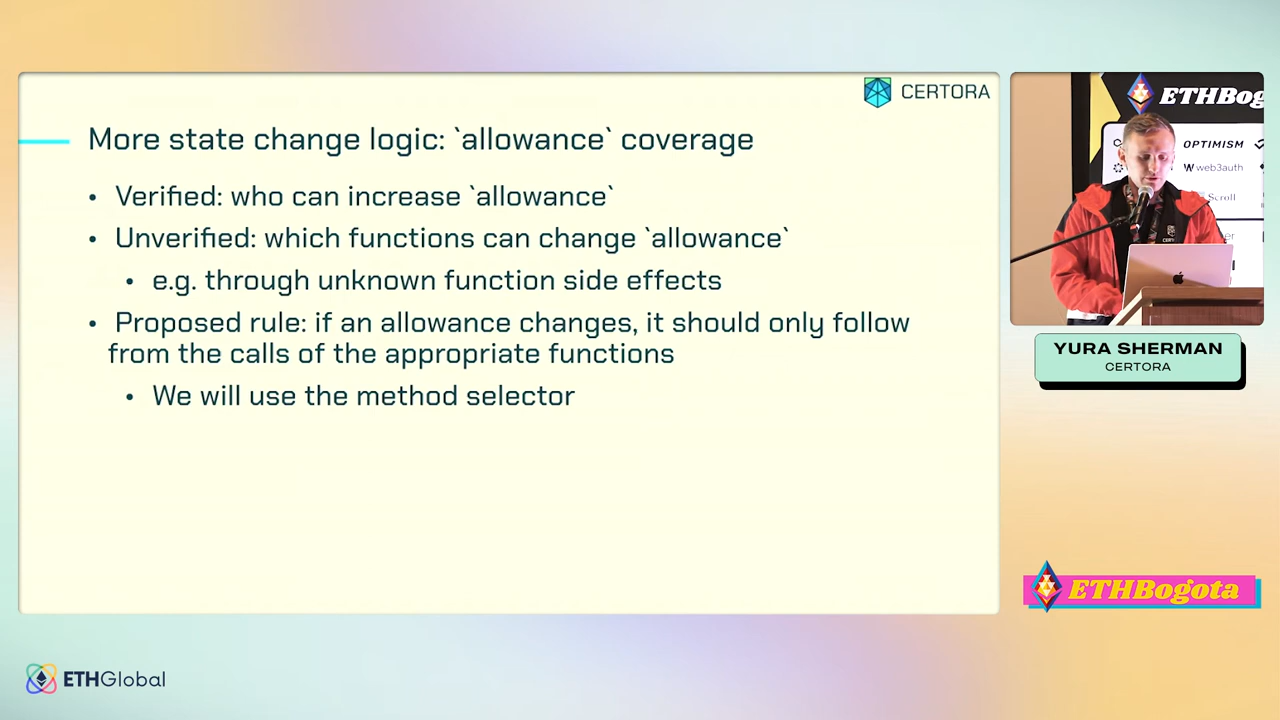 CERTORA
More state change logic: `allowance` coverage
• Verified: who can increase `allowance`
• Unverified: which functions can change `allowance`
• e.g. through unknown function side effects
• Proposed rule: if an allowance changes, it should only follow
from the calls of the appropriate functions
• We will use the method selector
ETHBog
OPTIMISM
web3auth
Scroll
YURA SHERMAN
CERTORA
ETHBogota
ETHGlobal